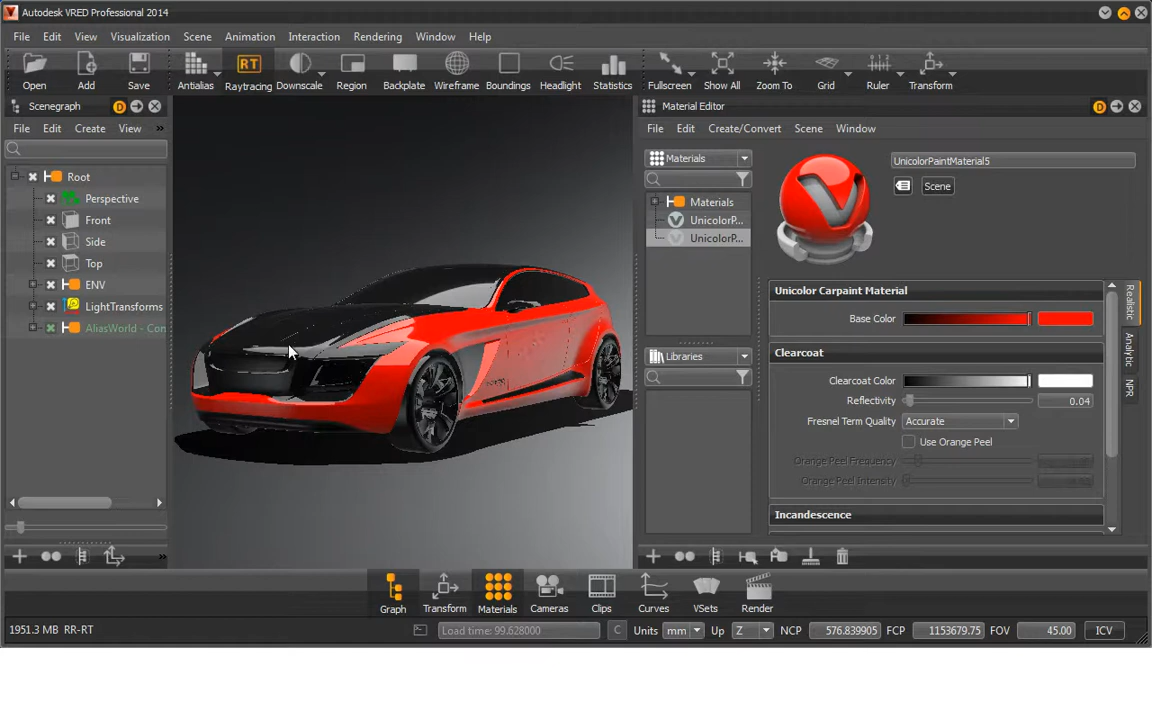 Autodesk VRED Professional 2014
File Edit View Visualization Scene Animation Interaction Rendering Window Help
Open Add Save Antialias Raytracing Downscale Region Backplate Wireframe Boundings Headlight Statistics Fullscreen Show All Zoom To Grid Ruler Transform
Scenegraph
File Edit Create View »
Root
Perspective
Front
Side
Top
ENV
LightTransforms
AliasWorld - Con
Material Editor
File Edit Create/Convert Scene Window
Materials
Materials
UnicolorP...
UnicolorP...
Libraries
UnicolorPaintMaterial5
Scene
Unicolor Carpaint Material
Base Color
Clearcoat
Clearcoat Color
Reflectivity 0.04
Fresnel Term Quality Accurate
Use Orange Peel
Orange Peel Frequency
Orange Peel Intensity
Incandescence
Realistic
Analytic
NPR
Graph Transform Materials Cameras Clips Curves VSets Render
1951.3 MB RR-RT Load time: 99.628000 C Units mm Up Z NCP 576.839905 FCP 1153679.75 FOV 45.00 ICV